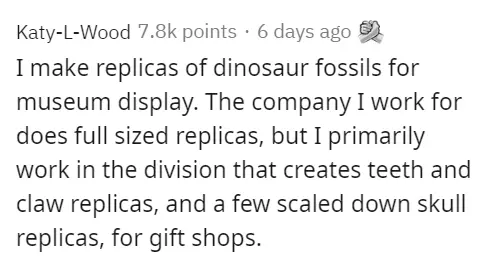 Katy-L-Wood 7.8k points · 6 days ago
I make replicas of dinosaur fossils for
museum display. The company I work for
does full sized replicas, but I primarily
work in the division that creates teeth and
claw replicas, and a few scaled down skull
replicas, for gift shops.